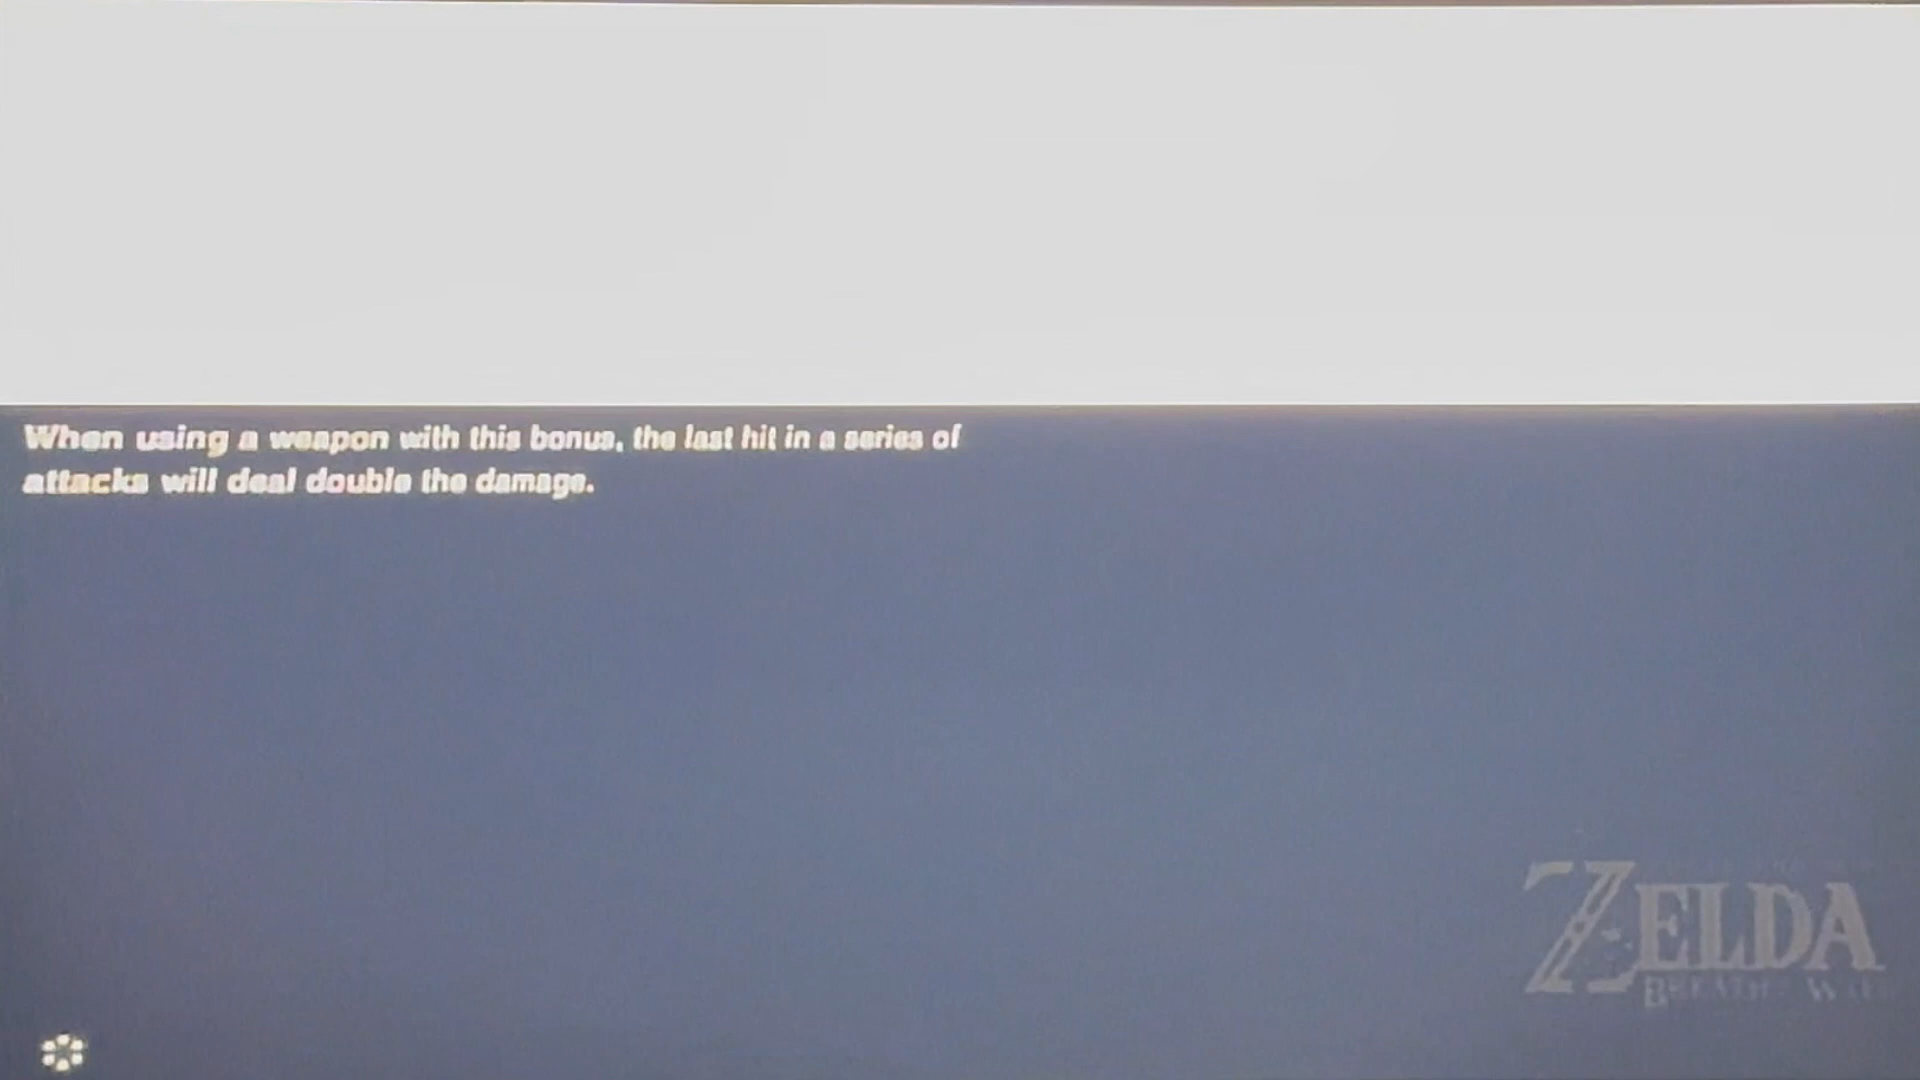 When using a weapon with this bonus, the last hit in a series of
attacks will deal double the damage.
ZELDA
BREATH